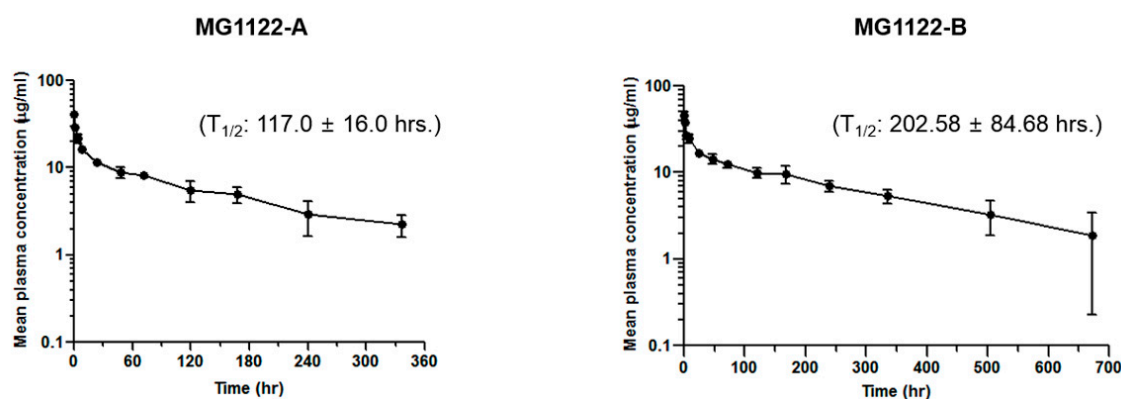 MG1122-A
Mean plasma concentration (µg/ml)
100
10
1
0.1
(T1/2: 117.0 ± 16.0 hrs.)
0 60 120 180 240 300 360
Time (hr)
MG1122-B
Mean plasma concentration (µg/ml)
100
10
1
0.1
(T1/2: 202.58 ± 84.68 hrs.)
0 100 200 300 400 500 600 700
Time (hr)